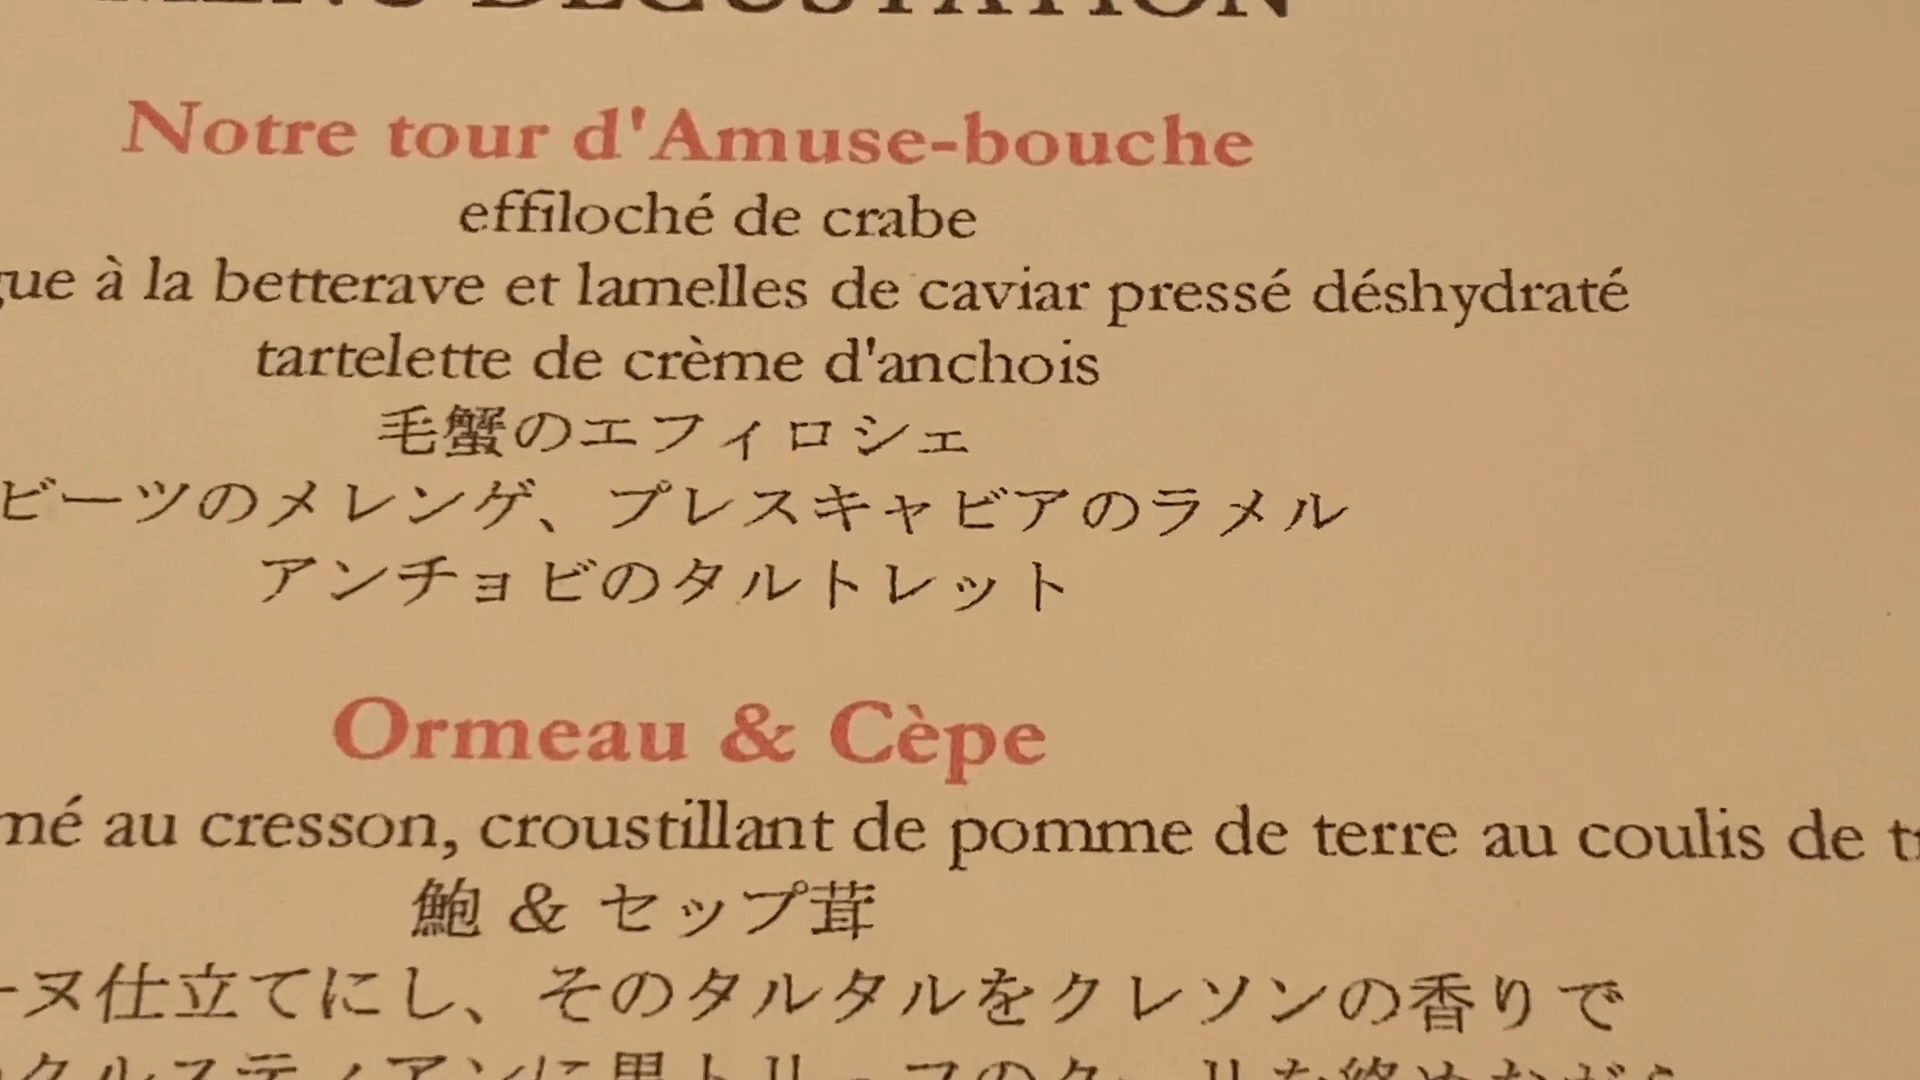 MENU DÉGUSTATION
Notre tour d'Amuse-bouche
effiloché de crabe
à la betterave et lamelles de caviar pressé déshydraté
tartelette de crème d'anchois
毛蟹のエフィロシェ
ビーツのメレンゲ、プレスキャビアのラメル
アンチョビのタルトレット
Ormeau & Cèpe
au cresson, croustillant de pomme de terre au coulis de
鮑 & セップ茸
ーヌ仕立てにし、そのタルタルをクレソンの香りで